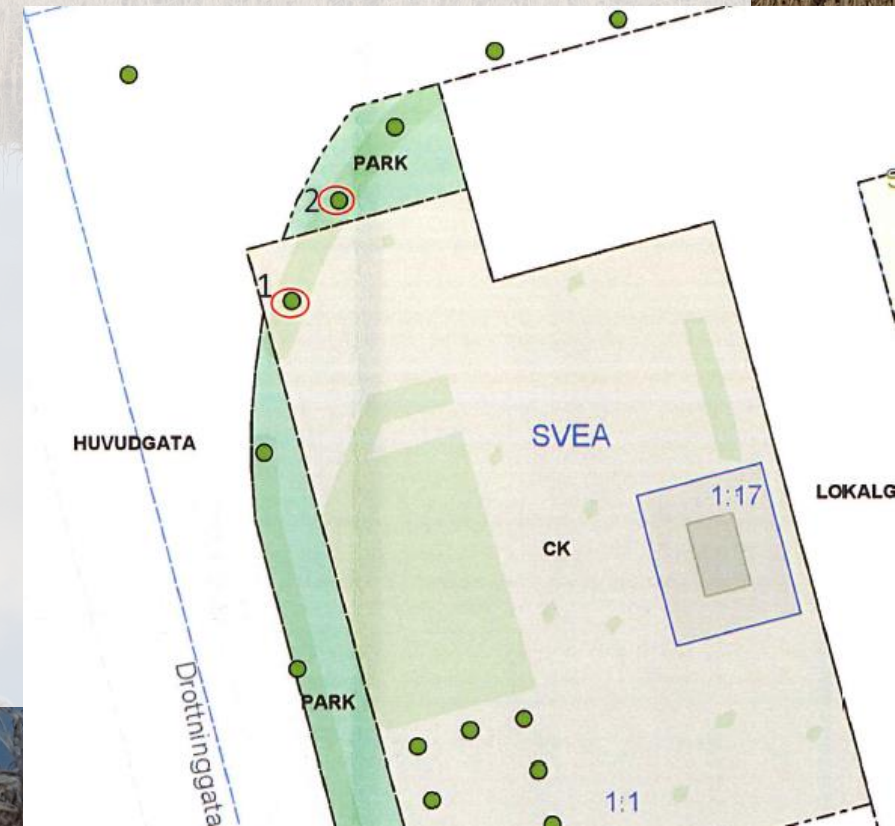 PARK
2
1
HUVUDGATA
SVEA
1:17
LOKALG
CK
PARK
Drottninggata
1:1